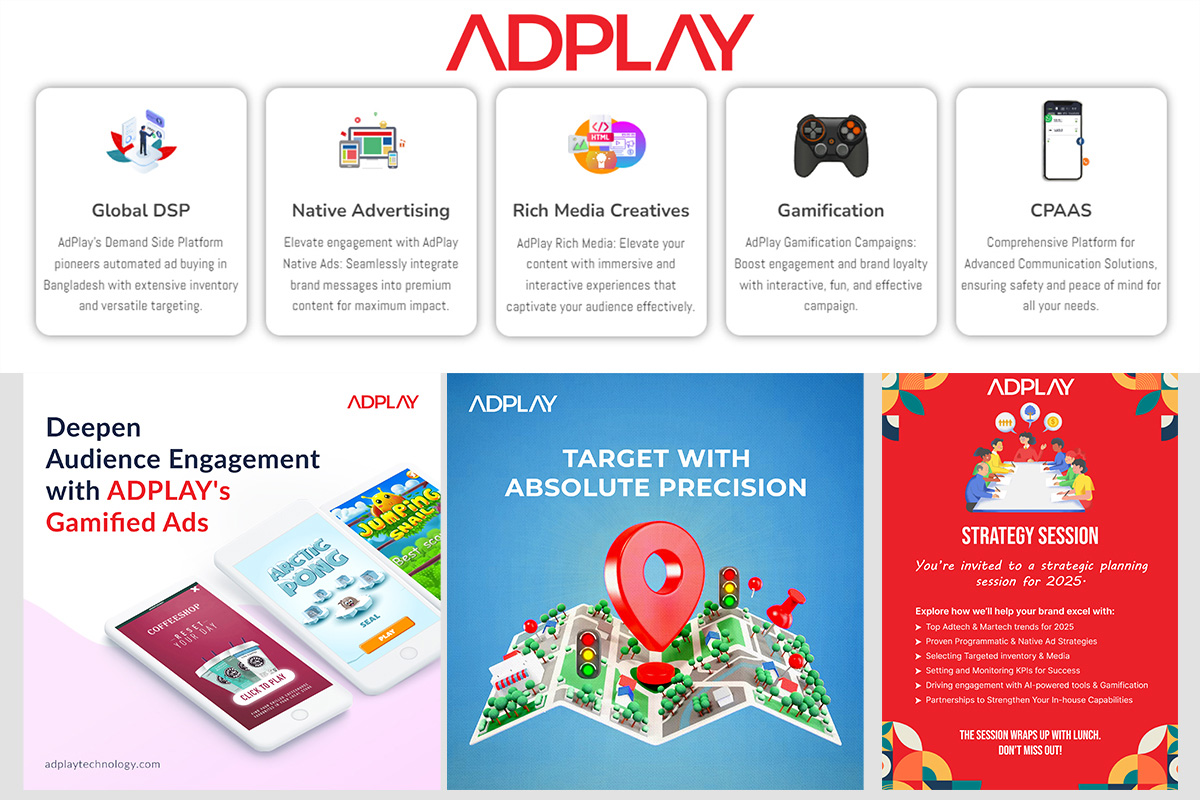 ADPLAY
Global DSP
AdPlay's Demand Side Platform
pioneers automated ad buying in
Bangladesh with extensive inventory
and versatile targeting.
Native Advertising
Elevate engagement with AdPlay
Native Ads: Seamlessly integrate
brand messages into premium
content for maximum impact.
HTML
Rich Media Creatives
AdPlay Rich Media: Elevate your
content with immersive and
interactive experiences that
captivate your audience effectively.
Gamification
AdPlay Gamification Campaigns:
Boost engagement and brand loyalty
with interactive, fun, and effective
campaign.
CPAAS
Comprehensive Platform for
Advanced Communication Solutions,
ensuring safety and peace of mind for
all your needs.
ADPLAY
Deepen
Audience Engagement
with ADPLAY's
Gamified Ads
JUMPING
SNAIL
Best sco
ARCTIC
PONG
SEAL
PLAY
COFFEESHOP
RESET
YOUR DAY
CLICK TO PLAY
adplaytechnology.com
ADPLAY
TARGET WITH
ABSOLUTE PRECISION
ADPLAY
STRATEGY SESSION
You're invited to a strategic planning
session for 2025.
Explore how we'll help your brand excel with:
➤ Top Adtech & Martech trends for 2025
➤ Proven Programmatic & Native Ad Strategies
➤ Selecting Targeted inventory & Media
➤ Setting and Monitoring KPIs for Success
➤ Driving engagement with AI-powered tools & Gamification
➤ Partnerships to Strengthen Your In-house Capabilities
THE SESSION WRAPS UP WITH LUNCH.
DON'T MISS OUT!